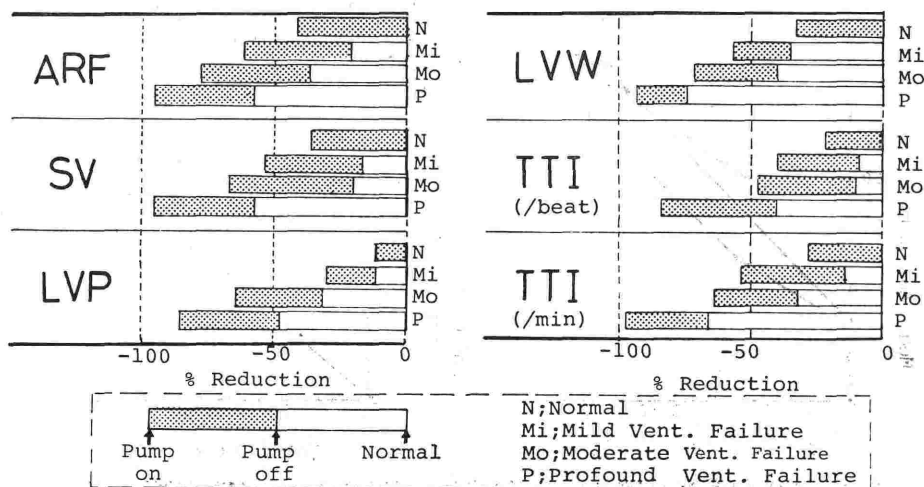 ARF
N
Mi
Mo
P
SV
N
Mi
Mo
P
LVP
N
Mi
Mo
P
-100 -50 0
% Reduction
LVW
N
Mi
Mo
P
TTI
(/beat)
N
Mi
Mo
P
TTI
(/min)
N
Mi
Mo
P
-100 -50 0
% Reduction
Pump on
Pump off
Normal
N;Normal
Mi;Mild Vent. Failure
Mo;Moderate Vent. Failure
P;Profound Vent. Failure